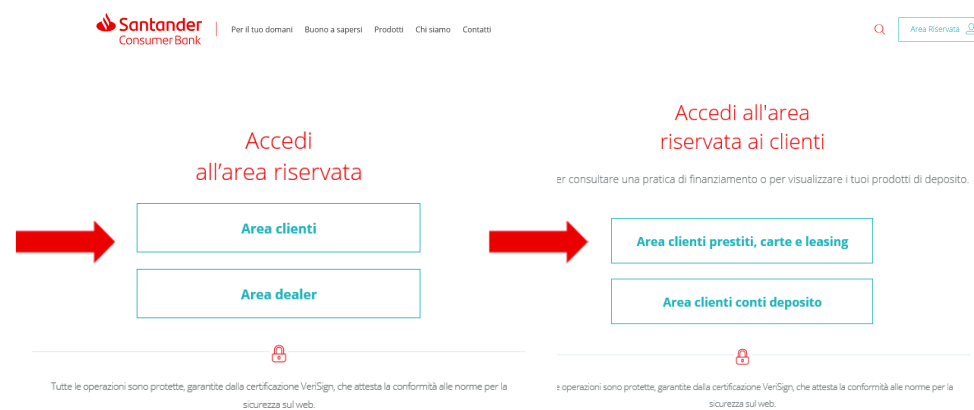 Santander
Consumer Bank
Per il tuo domani Buono a sapersi Prodotti Chi siamo Contatti
Area Riservata
Accedi
all'area riservata
Area clienti
Area dealer
Tutte le operazioni sono protette, garantite dalla certificazione VeriSign, che attesta la conformità alle norme per la
sicurezza sul web.
Accedi all'area
riservata ai clienti
er consultare una pratica di finanziamento o per visualizzare i tuoi prodotti di deposito.
Area clienti prestiti, carte e leasing
Area clienti conti deposito
e operazioni sono protette, garantite dalla certificazione VeriSign, che attesta la conformità alle norme per la
sicurezza sul web.